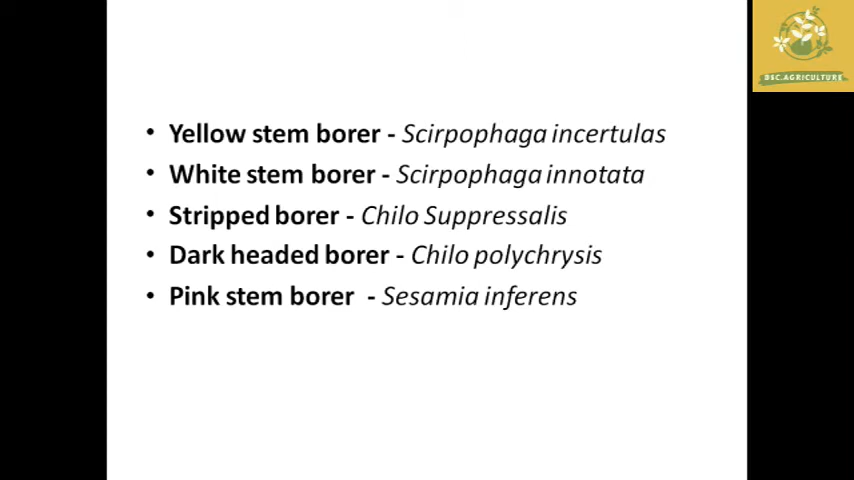 BSC.AGRICULTURE
• Yellow stem borer - Scirpophaga incertulas
• White stem borer - Scirpophaga innotata
• Stripped borer - Chilo Suppressalis
• Dark headed borer - Chilo polychrysis
• Pink stem borer - Sesamia inferens